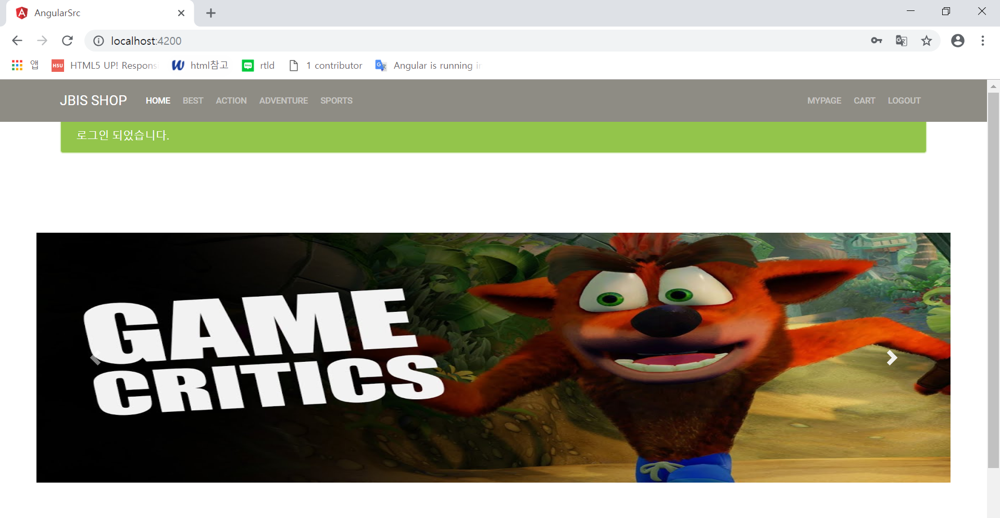 AngularSrc
localhost:4200
앱 HTML5 UP! Respons html참고 rtld 1 contributor Angular is running in
JBIS SHOP HOME BEST ACTION ADVENTURE SPORTS MYPAGE CART LOGOUT
로그인 되었습니다.
GAME
CRITICS